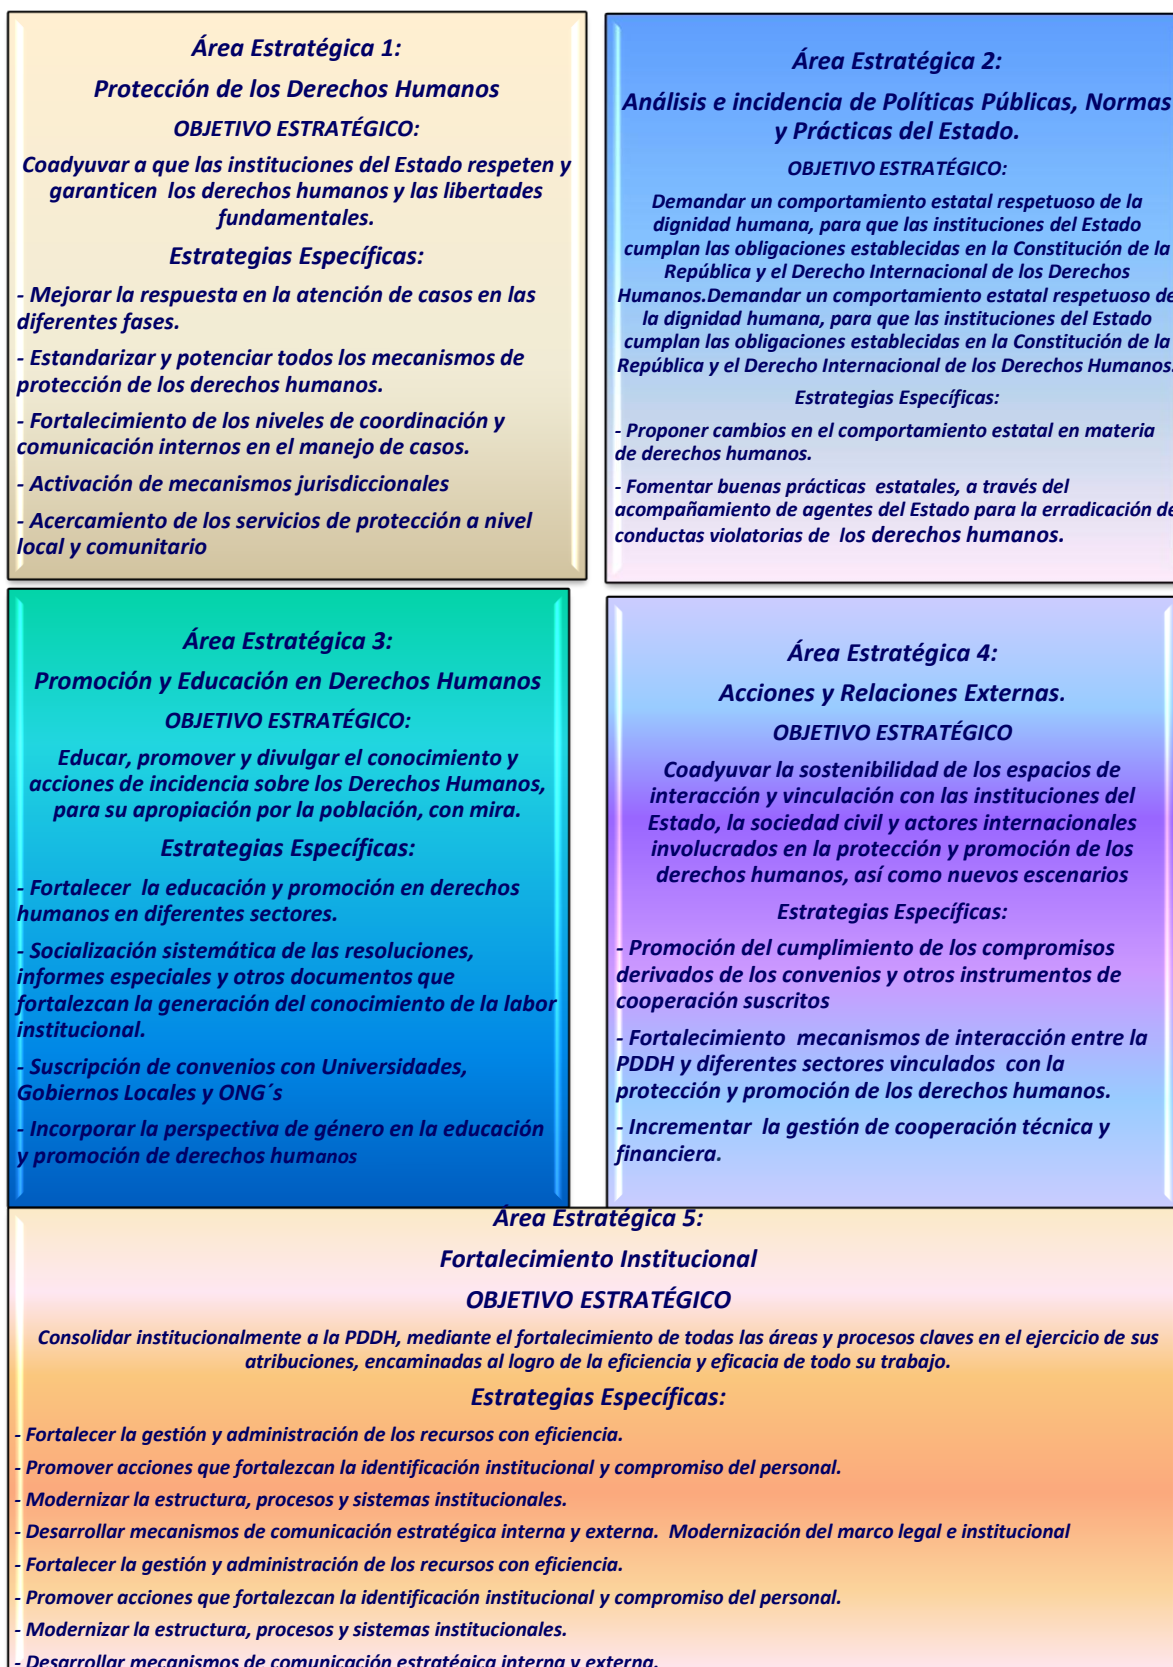 Área Estratégica 1:
Protección de los Derechos Humanos
OBJETIVO ESTRATÉGICO:
Coadyuvar a que las instituciones del Estado respeten y
garanticen los derechos humanos y las libertades
fundamentales.
Estrategias Específicas:
- Mejorar la respuesta en la atención de casos en las
diferentes fases.
- Estandarizar y potenciar todos los mecanismos de
protección de los derechos humanos.
- Fortalecimiento de los niveles de coordinación y
comunicación internos en el manejo de casos.
- Activación de mecanismos jurisdiccionales
- Acercamiento de los servicios de protección a nivel
local y comunitario
Área Estratégica 2:
Análisis e incidencia de Políticas Públicas, Normas
y Prácticas del Estado.
OBJETIVO ESTRATÉGICO:
Demandar un comportamiento estatal respetuoso de la
dignidad humana, para que las instituciones del Estado
cumplan las obligaciones establecidas en la Constitución de la
República y el Derecho Internacional de los Derechos
Humanos.Demandar un comportamiento estatal respetuoso de
la dignidad humana, para que las instituciones del Estado
cumplan las obligaciones establecidas en la Constitución de la
República y el Derecho Internacional de los Derechos Humanos.
Estrategias Específicas:
- Proponer cambios en el comportamiento estatal en materia
de derechos humanos.
- Fomentar buenas prácticas estatales, a través del
acompañamiento de agentes del Estado para la erradicación de
conductas violatorias de los derechos humanos.
Área Estratégica 3:
Promoción y Educación en Derechos Humanos
OBJETIVO ESTRATÉGICO:
Educar, promover y divulgar el conocimiento y
acciones de incidencia sobre los Derechos Humanos,
para su apropiación por la población, con mira.
Estrategias Específicas:
- Fortalecer la educación y promoción en derechos
humanos en diferentes sectores.
- Socialización sistemática de las resoluciones,
informes especiales y otros documentos que
fortalezcan la generación del conocimiento de la labor
institucional.
- Suscripción de convenios con Universidades,
Gobiernos Locales y ONG´s
- Incorporar la perspectiva de género en la educación
y promoción de derechos humanos
Área Estratégica 4:
Acciones y Relaciones Externas.
OBJETIVO ESTRATÉGICO
Coadyuvar la sostenibilidad de los espacios de
interacción y vinculación con las instituciones del
Estado, la sociedad civil y actores internacionales
involucrados en la protección y promoción de los
derechos humanos, así como nuevos escenarios
Estrategias Específicas:
- Promoción del cumplimiento de los compromisos
derivados de los convenios y otros instrumentos de
cooperación suscritos
- Fortalecimiento mecanismos de interacción entre la
PDDH y diferentes sectores vinculados con la
protección y promoción de los derechos humanos.
- Incrementar la gestión de cooperación técnica y
financiera.
Área Estratégica 5:
Fortalecimiento Institucional
OBJETIVO ESTRATÉGICO
Consolidar institucionalmente a la PDDH, mediante el fortalecimiento de todas las áreas y procesos claves en el ejercicio de sus
atribuciones, encaminadas al logro de la eficiencia y eficacia de todo su trabajo.
Estrategias Específicas:
- Fortalecer la gestión y administración de los recursos con eficiencia.
- Promover acciones que fortalezcan la identificación institucional y compromiso del personal.
- Modernizar la estructura, procesos y sistemas institucionales.
- Desarrollar mecanismos de comunicación estratégica interna y externa. Modernización del marco legal e institucional
- Fortalecer la gestión y administración de los recursos con eficiencia.
- Promover acciones que fortalezcan la identificación institucional y compromiso del personal.
- Modernizar la estructura, procesos y sistemas institucionales.
- Desarrollar mecanismos de comunicación estratégica interna y externa.